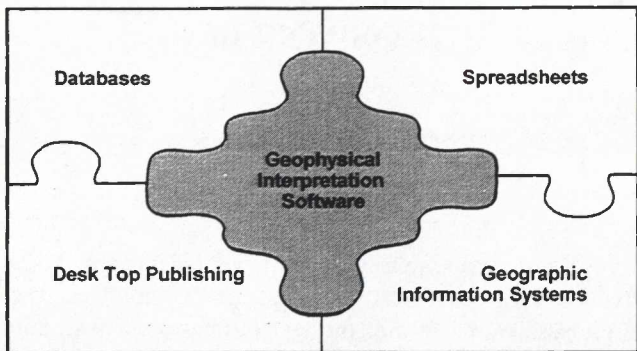 Databases
Spreadsheets
Geophysical
Interpretation
Software
Desk Top Publishing
Geographic
Information Systems